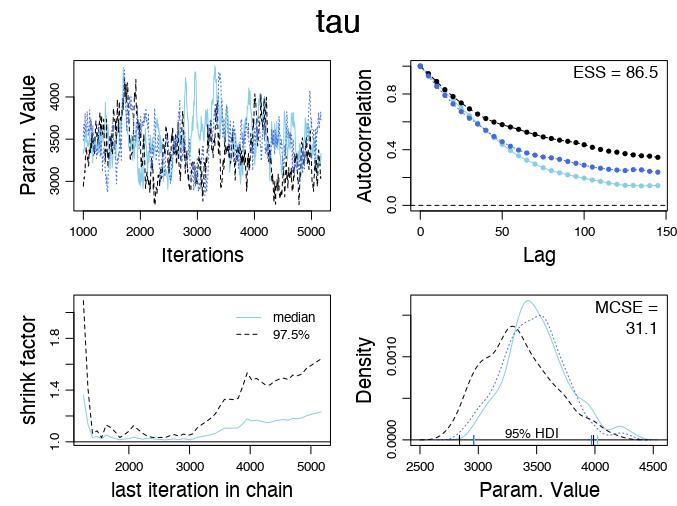 tau
Param. Value
3000 3500 4000
1000 2000 3000 4000 5000
Iterations
Autocorrelation
0.0 0.4 0.8
ESS = 86.5
0 50 100 150
Lag
shrink factor
1.0 1.4 1.8
median
97.5%
2000 3000 4000 5000
last iteration in chain
Density
0.0000 0.0010
MCSE =
31.1
95% HDI
2500 3000 3500 4000 4500
Param. Value